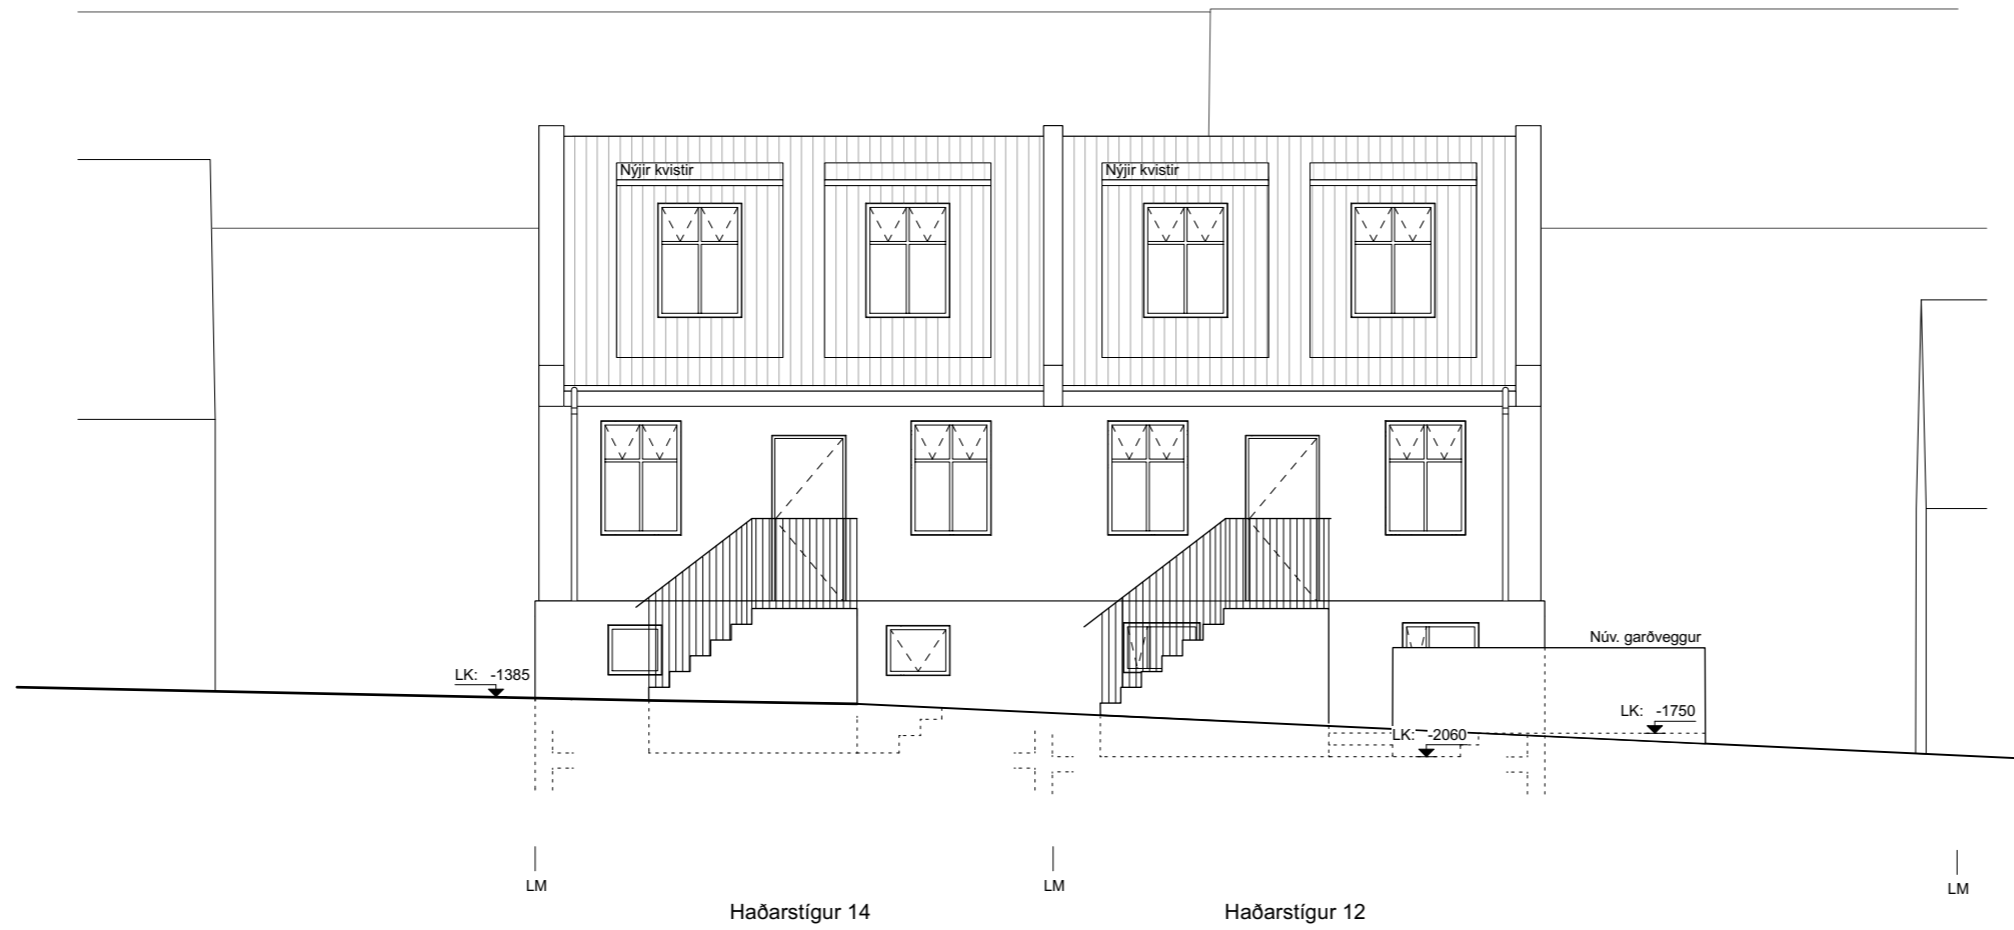 Nýjir kvistir
Nýjir kvistir
Núv. garðveggur
LK: -1385
LK: -1750
LK: -2060
LM
LM
LM
Haðarstígur 14
Haðarstígur 12